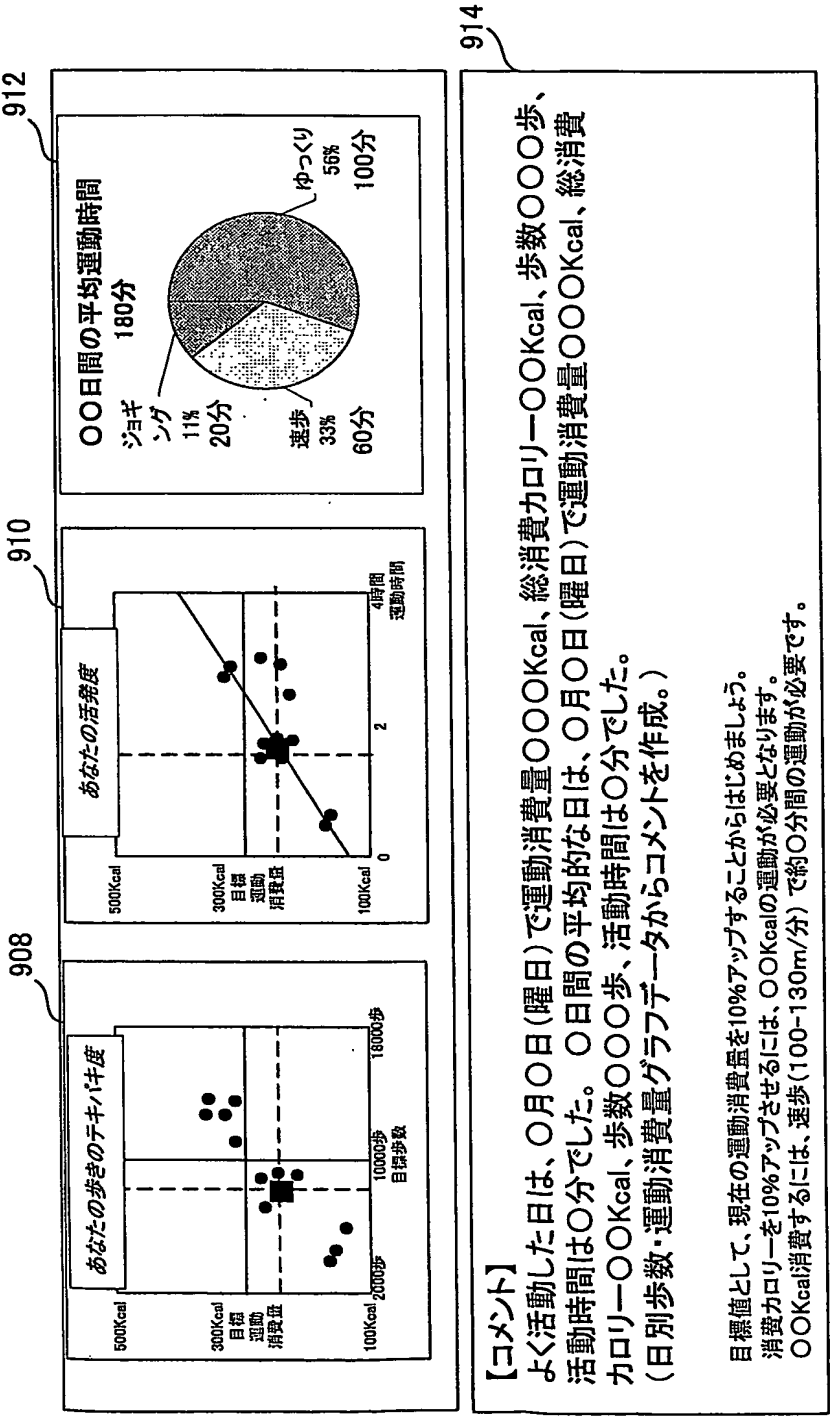 908
あなたの歩きのテキパキ度
500Kcal
300Kcal
目標
運動
消費量
100Kcal
2000歩
10000歩
目標歩数
18000歩
910
あなたの活発度
500Kcal
300Kcal
目標
運動
消費量
100Kcal
0
2
4時間
運動時間
912
〇〇日間の平均運動時間
180分
ジョギ
ング
11%
20分
速歩
33%
60分
ゆっくり
56%
100分
914
【コメント】
よく活動した日は、〇月〇日(曜日)で運動消費量〇〇〇Kcal、総消費カロリー〇〇Kcal、歩数〇〇〇歩、
活動時間は〇分でした。 〇日間の平均的な日は、〇月〇日(曜日)で運動消費量〇〇〇Kcal、総消費
カロリー〇〇Kcal、歩数〇〇〇歩、活動時間は〇分でした。
(日別歩数・運動消費量グラフデータからコメントを作成。)
目標値として、現在の運動消費量を10%アップすることからはじめましょう。
消費カロリーを10%アップさせるには、〇〇Kcalの運動が必要となります。
〇〇Kcal消費するには、速歩(100-130m/分)で約〇分間の運動が必要です。